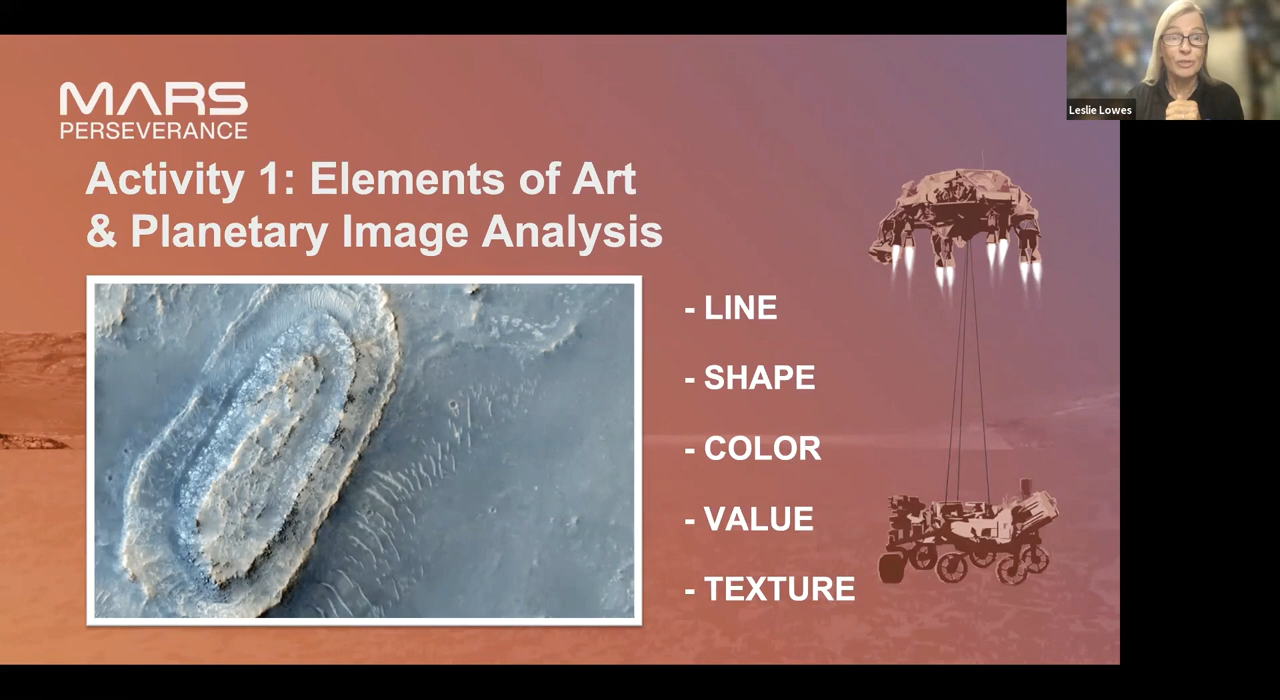 MARS
PERSEVERANCE
Activity 1: Elements of Art
& Planetary Image Analysis
- LINE
- SHAPE
- COLOR
- VALUE
- TEXTURE
Leslie Lowes